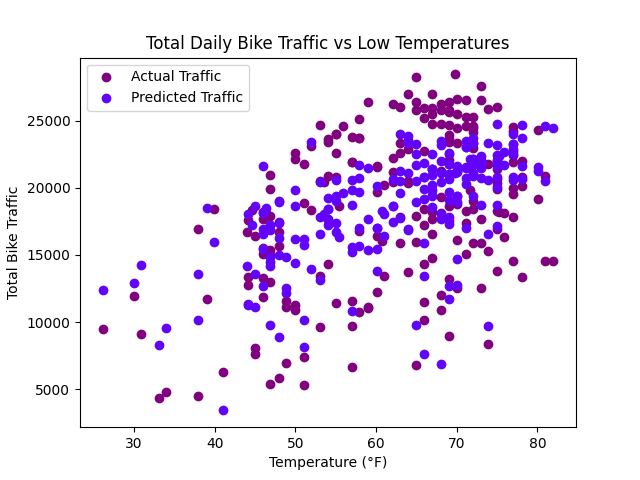 Total Daily Bike Traffic vs Low Temperatures
Actual Traffic
Predicted Traffic
Total Bike Traffic
25000
20000
15000
10000
5000
30 40 50 60 70 80
Temperature (°F)